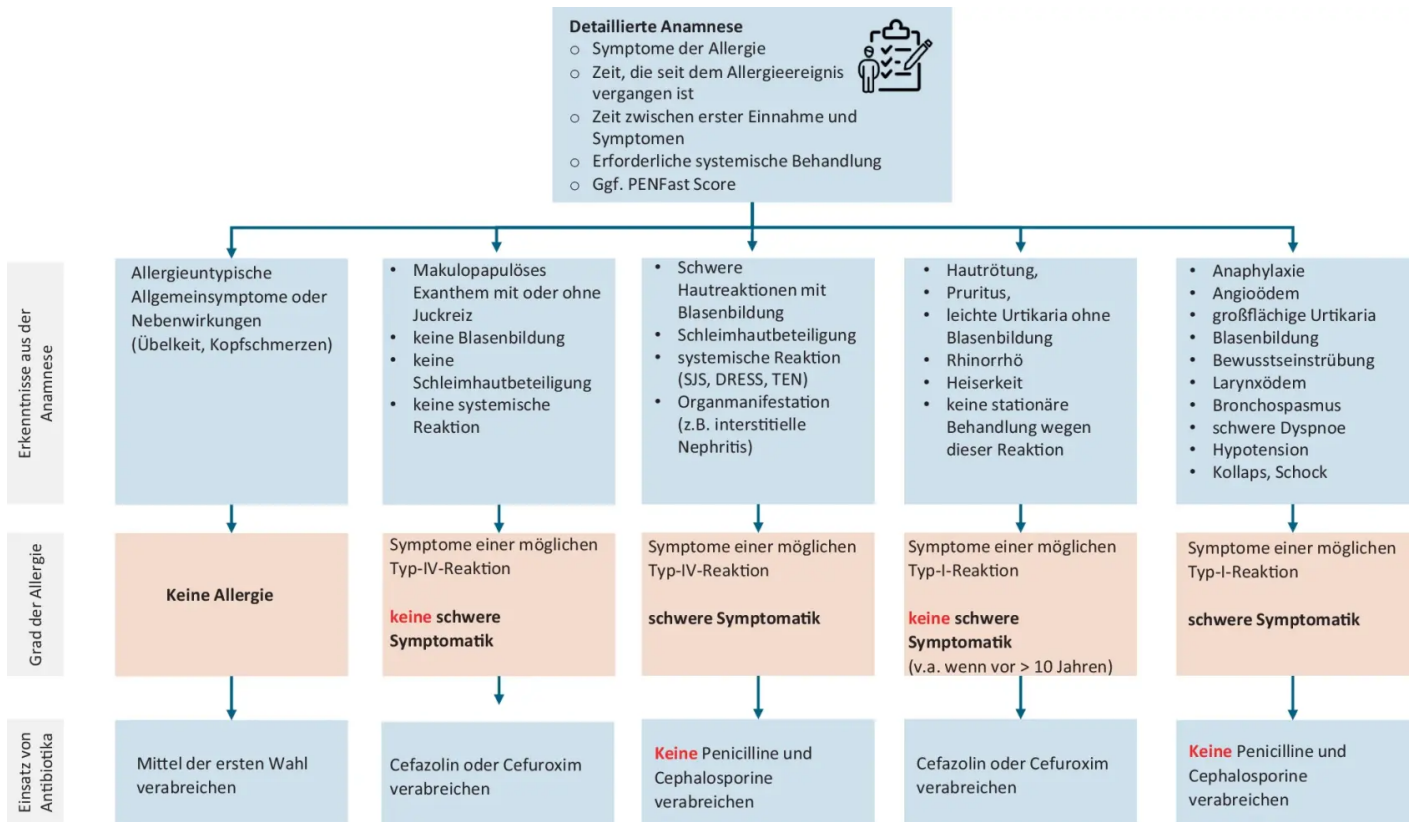 Detaillierte Anamnese
o Symptome der Allergie
o Zeit, die seit dem Allergieereignis
vergangen ist
o Zeit zwischen erster Einnahme und
Symptomen
o Erforderliche systemische Behandlung
o Ggf. PENFast Score
Erkenntnisse aus der
Anamnese
Allergieuntypische
Allgemeinsymptome oder
Nebenwirkungen
(Übelkeit, Kopfschmerzen)
• Makulopapulöses
Exanthem mit oder ohne
Juckreiz
• keine Blasenbildung
• keine
Schleimhautbeteiligung
• keine systemische
Reaktion
• Schwere
Hautreaktionen mit
Blasenbildung
• Schleimhautbeteiligung
• systemische Reaktion
(SJS, DRESS, TEN)
• Organmanifestation
(z.B. interstitielle
Nephritis)
• Hautrötung,
• Pruritus,
• leichte Urtikaria ohne
Blasenbildung
• Rhinorrhö
• Heiserkeit
• keine stationäre
Behandlung wegen
dieser Reaktion
• Anaphylaxie
• Angioödem
• großflächige Urtikaria
• Blasenbildung
• Bewusstseinstrübung
• Larynxödem
• Bronchospasmus
• schwere Dyspnoe
• Hypotension
• Kollaps, Schock
Grad der Allergie
Keine Allergie
Symptome einer möglichen
Typ-IV-Reaktion
keine schwere
Symptomatik
Symptome einer möglichen
Typ-IV-Reaktion
schwere Symptomatik
Symptome einer möglichen
Typ-I-Reaktion
keine schwere
Symptomatik
(v.a. wenn vor > 10 Jahren)
Symptome einer möglichen
Typ-I-Reaktion
schwere Symptomatik
Einsatz von
Antibiotika
Mittel der ersten Wahl
verabreichen
Cefazolin oder Cefuroxim
verabreichen
Keine Penicilline und
Cephalosporine
verabreichen
Cefazolin oder Cefuroxim
verabreichen
Keine Penicilline und
Cephalosporine
verabreichen